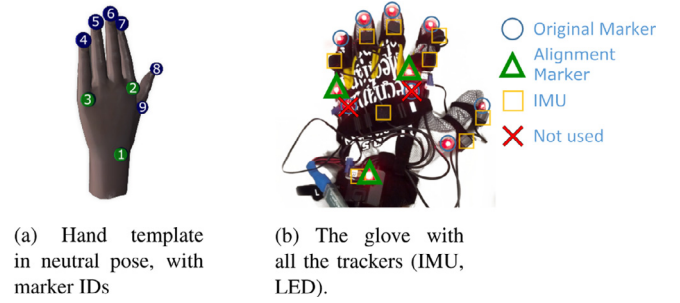 5
6
7
4
8
2
3
9
1
Original Marker
Alignment
Marker
IMU
Not used
(a) Hand template
in neutral pose, with
marker IDs
(b) The glove with
all the trackers (IMU,
LED).